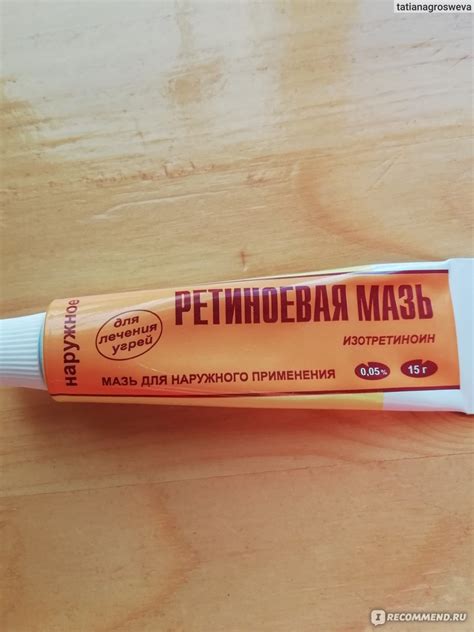 tatianagrosweva
наружное
для
лечения
угрей
РЕТИНОЕВАЯ МАЗЬ
ИЗОТРЕТИНОИН
МАЗЬ ДЛЯ НАРУЖНОГО ПРИМЕНЕНИЯ
0,05% 15 г
I RECOMMEND.RU